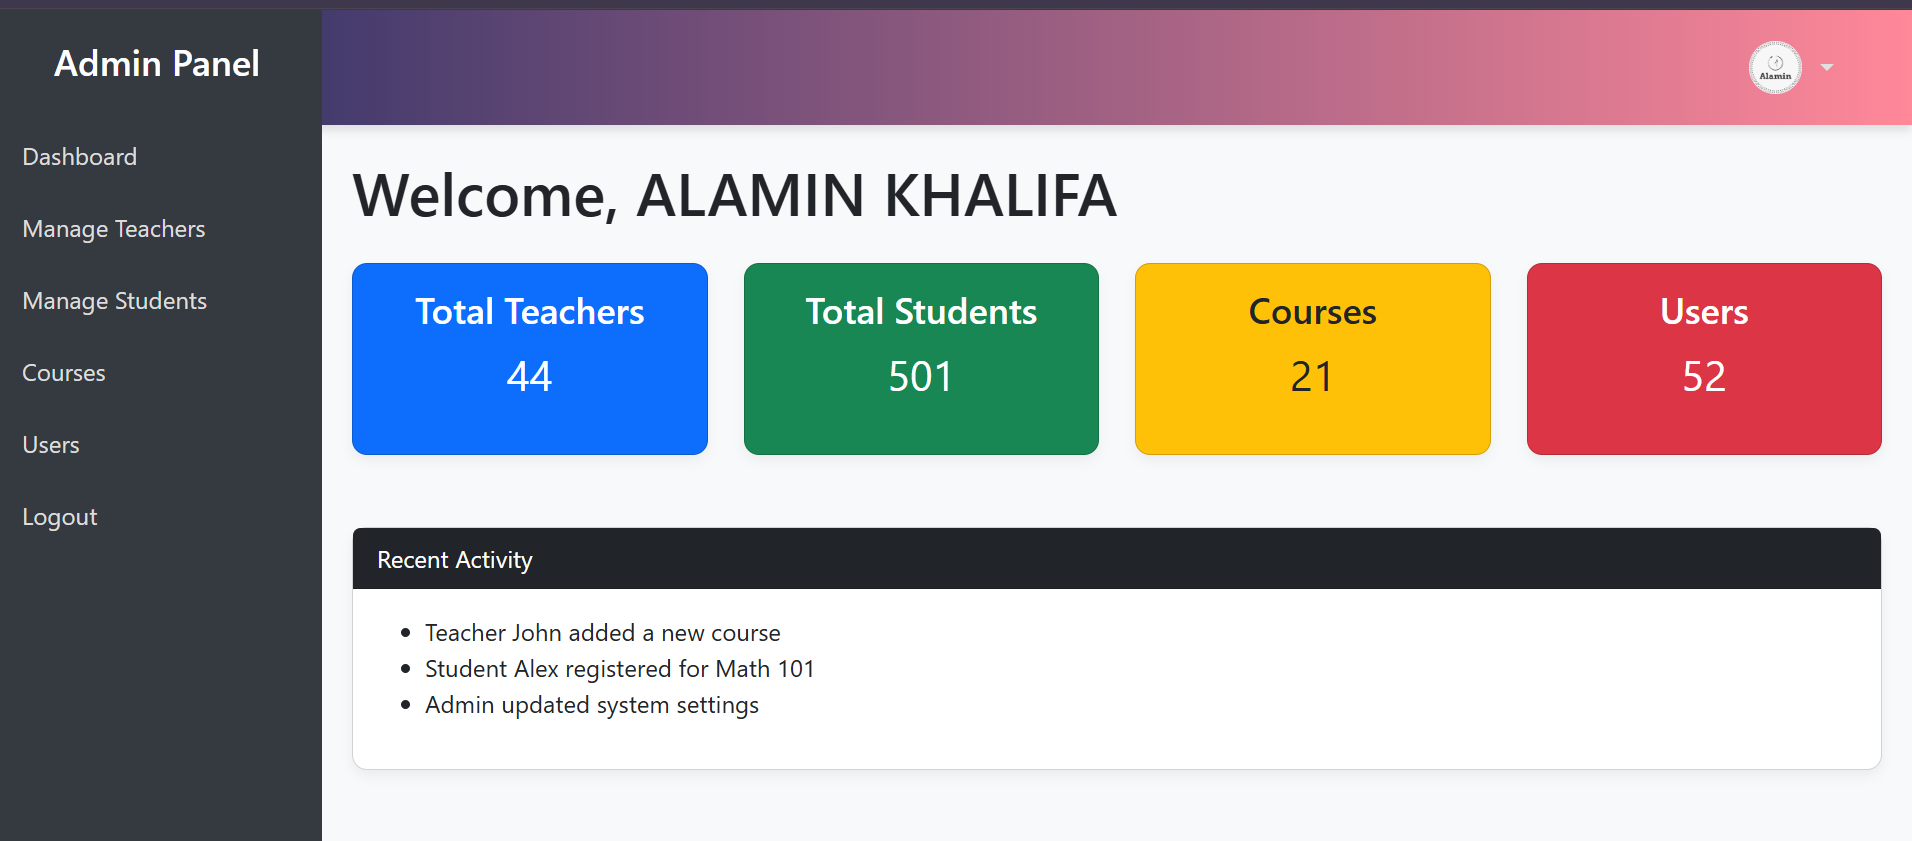 Admin Panel
Alamin
Dashboard
Manage Teachers
Manage Students
Courses
Users
Logout
Welcome, ALAMIN KHALIFA
Total Teachers
44
Total Students
501
Courses
21
Users
52
Recent Activity
Teacher John added a new course
Student Alex registered for Math 101
Admin updated system settings